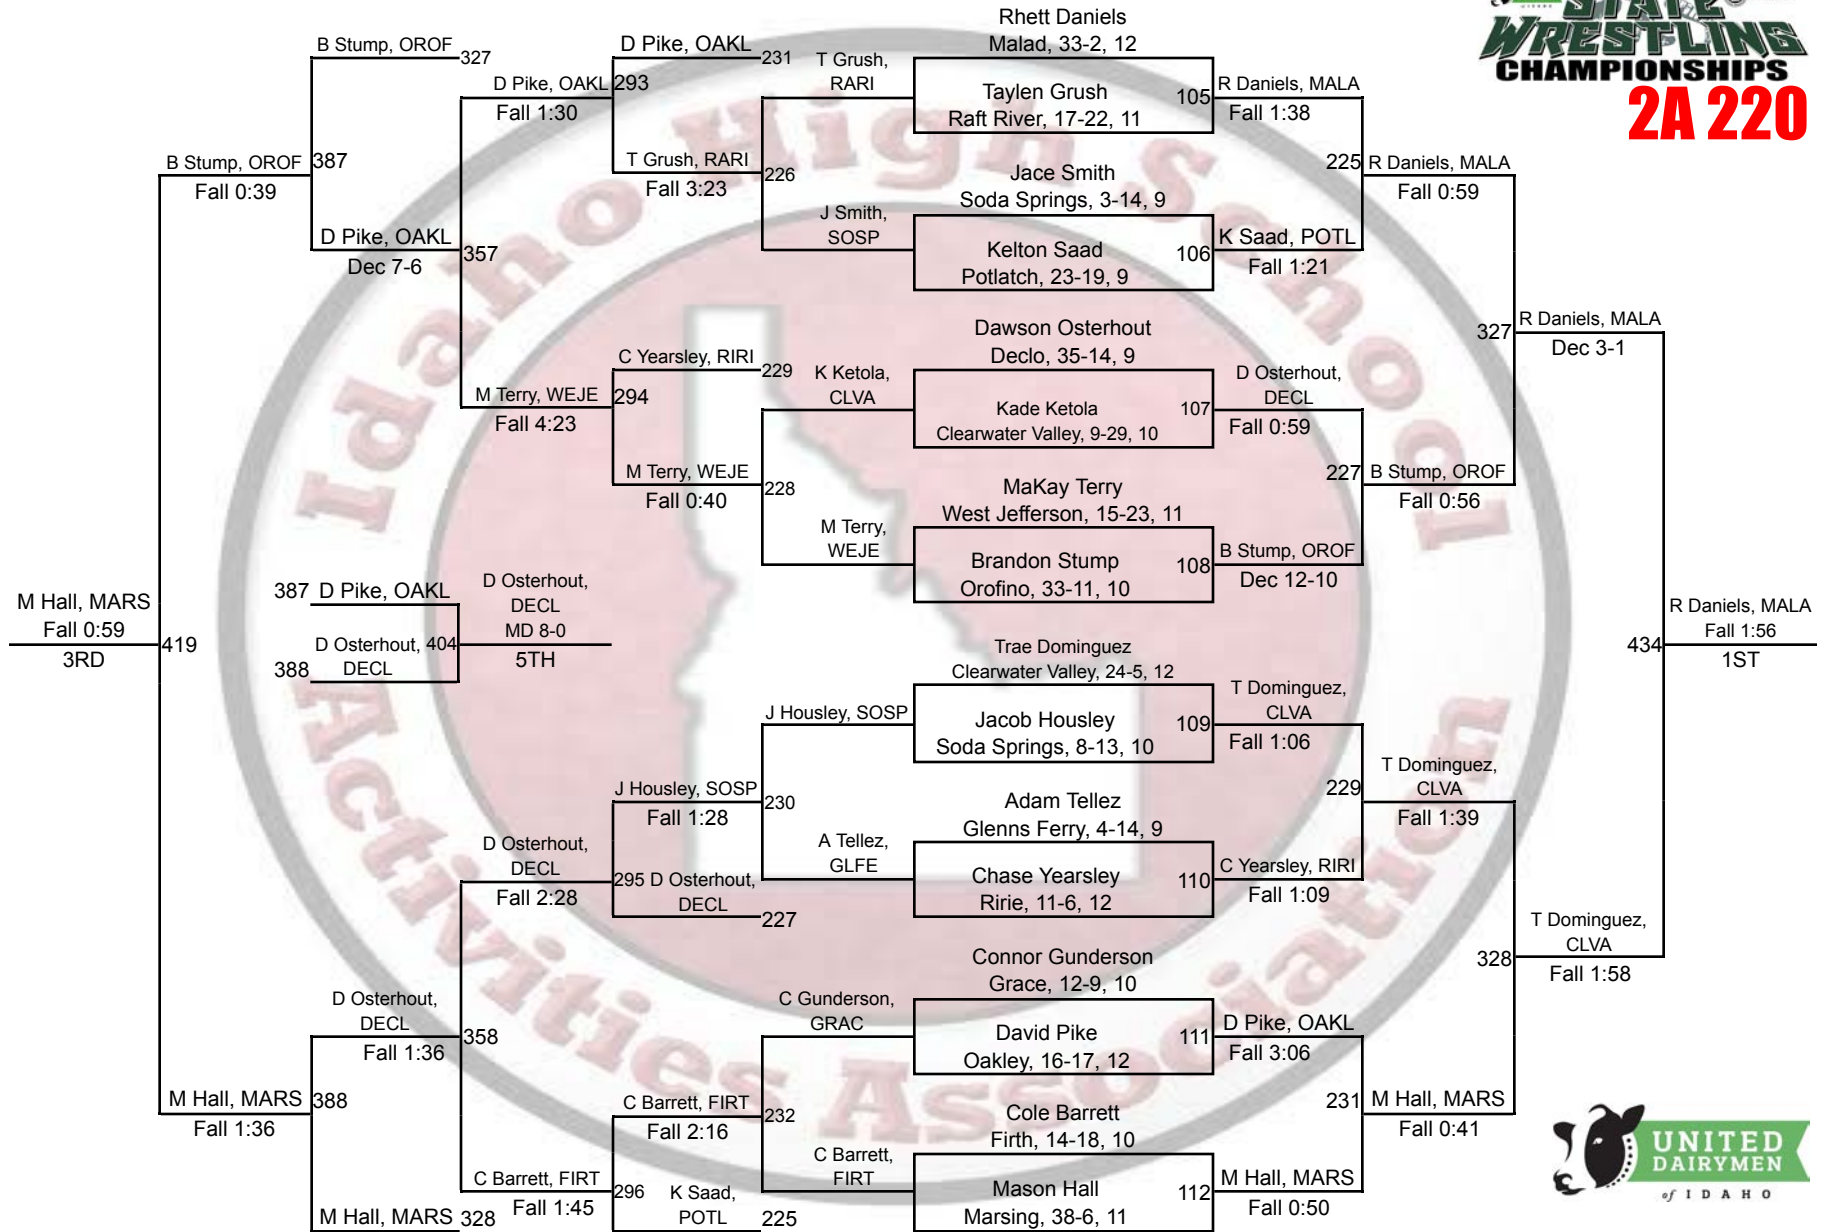 STATE
WRESTLING
CHAMPIONSHIPS
2A 220
Idaho High School
Activities Association
B Stump, OROF
327
D Pike, OAKL
293
Fall 1:30
D Pike, OAKL
231
T Grush, RARI
Fall 3:23
226
B Stump, OROF
387
Fall 0:39
D Pike, OAKL
Dec 7-6
357
C Yearsley, RIRI
229
M Terry, WEJE
294
Fall 4:23
M Terry, WEJE
Fall 0:40
228
T Grush,
RARI
J Smith,
SOSP
K Ketola,
CLVA
M Terry,
WEJE
Rhett Daniels
Malad, 33-2, 12
Taylen Grush
Raft River, 17-22, 11
105
R Daniels, MALA
Fall 1:38
Jace Smith
Soda Springs, 3-14, 9
Kelton Saad
Potlatch, 23-19, 9
106
K Saad, POTL
Fall 1:21
225
R Daniels, MALA
Fall 0:59
Dawson Osterhout
Declo, 35-14, 9
Kade Ketola
Clearwater Valley, 9-29, 10
107
D Osterhout,
DECL
Fall 0:59
MaKay Terry
West Jefferson, 15-23, 11
Brandon Stump
Orofino, 33-11, 10
108
B Stump, OROF
Dec 12-10
227
B Stump, OROF
Fall 0:56
327
R Daniels, MALA
Dec 3-1
M Hall, MARS
Fall 0:59
3RD
419
387
D Pike, OAKL
388
D Osterhout,
DECL
404
D Osterhout,
DECL
MD 8-0
5TH
434
R Daniels, MALA
Fall 1:56
1ST
Trae Dominguez
Clearwater Valley, 24-5, 12
Jacob Housley
Soda Springs, 8-13, 10
109
T Dominguez,
CLVA
Fall 1:06
J Housley, SOSP
Adam Tellez
Glenns Ferry, 4-14, 9
Chase Yearsley
Ririe, 11-6, 12
110
C Yearsley, RIRI
Fall 1:09
A Tellez,
GLFE
229
T Dominguez,
CLVA
Fall 1:39
J Housley, SOSP
Fall 1:28
230
D Osterhout,
DECL
Fall 2:28
295
D Osterhout,
DECL
227
Connor Gunderson
Grace, 12-9, 10
David Pike
Oakley, 16-17, 12
111
D Pike, OAKL
Fall 3:06
C Gunderson,
GRAC
Cole Barrett
Firth, 14-18, 10
Mason Hall
Marsing, 38-6, 11
112
M Hall, MARS
Fall 0:50
C Barrett,
FIRT
231
M Hall, MARS
Fall 0:41
328
T Dominguez,
CLVA
Fall 1:58
D Osterhout,
DECL
Fall 1:36
358
M Hall, MARS
388
Fall 1:36
C Barrett, FIRT
Fall 2:16
232
C Barrett, FIRT
Fall 1:45
296
K Saad,
POTL
225
M Hall, MARS
328
UNITED
DAIRYMEN
of IDAHO